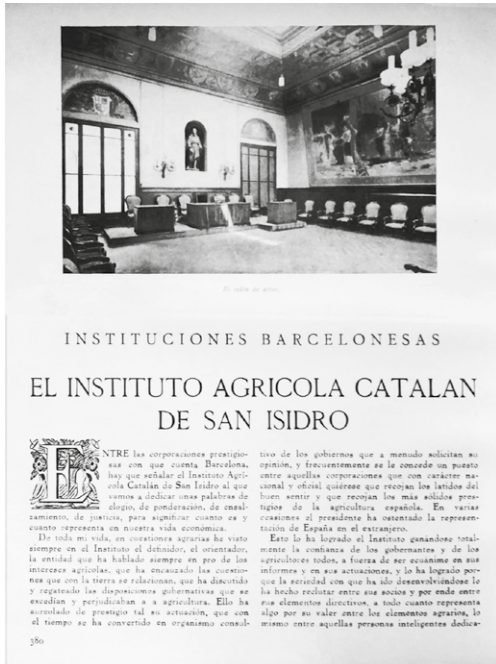 El salón de actos.
INSTITUCIONES BARCELONESAS
EL INSTITUTO AGRICOLA CATALAN
DE SAN ISIDRO
ENTRE las corporaciones prestigio-
sas con que cuenta Barcelona,
hay que señalar el Instituto Agrí-
cola Catalán de San Isidro al que
vamos a dedicar unas palabras de
elogio, de ponderación, de ensal-
zamiento, de justicia, para significar cuanto es y
cuanto representa en nuestra vida económica.
De toda mi vida, en cuestiones agrarias he visto
siempre en el Instituto el definidor, el orientador,
la entidad que ha hablado siempre en pro de los
intereses agrícolas, que ha encauzado las cuestio-
nes que con la tierra se relacionan, que ha discutido
y regateado las disposiciones gubernativas que se
excedían y perjudicaban a a agricultura. Ello ha
aureolado de prestigio tal su actuación, que con
el tiempo se ha convertido en organismo consul-
tivo de los gobiernos que a menudo solicitan su
opinión, y frecuentemente se le concede un puesto
entre aquellas corporaciones que con carácter na-
cional y oficial quiérese que recojan los latidos del
buen sentir y que recojan los más sólidos pres-
tigios de la agricultura española. En varias
ocasiones el presidente ha ostentado la represen-
tación de España en el extranjero.
Esto lo ha logrado el Instituto ganándose total-
mente la confianza de los gobernantes y de los
agricultores todos, a fuerza de ser ecuánime en sus
informes y en sus actuaciones, y lo ha logrado por-
que la seriedad con que ha ido desenvolviéndose le
ha hecho reclutar entre sus socios y por ende entre
sus elementos directivos, a todo cuanto representa
algo por su valer entre los elementos agrarios, lo
mismo entre aquellas personas inteligentes dedica-
380